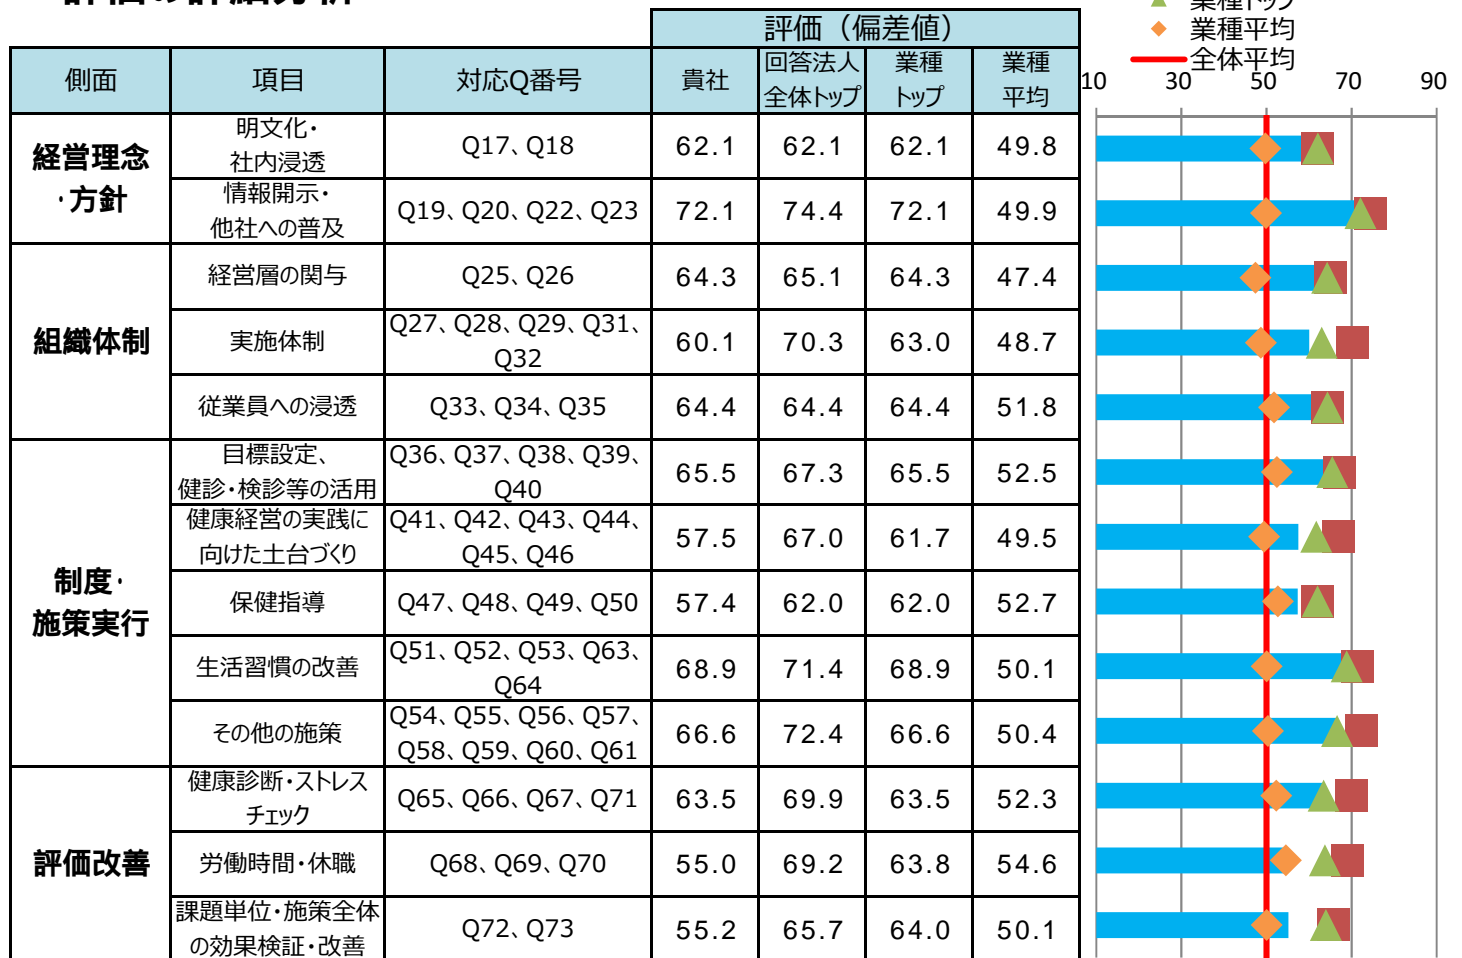 評価の詳細分析
業種トップ
業種平均
全体平均
評価（偏差値）
側面 項目 対応Q番号 貴社 回答法人全体トップ 業種トップ 業種平均
10 30 50 70 90
経営理念・方針
明文化・社内浸透 Q17、Q18 62.1 62.1 62.1 49.8
情報開示・他社への普及 Q19、Q20、Q22、Q23 72.1 74.4 72.1 49.9
組織体制
経営層の関与 Q25、Q26 64.3 65.1 64.3 47.4
実施体制 Q27、Q28、Q29、Q31、Q32 60.1 70.3 63.0 48.7
従業員への浸透 Q33、Q34、Q35 64.4 64.4 64.4 51.8
制度・施策実行
目標設定、健診・検診等の活用 Q36、Q37、Q38、Q39、Q40 65.5 67.3 65.5 52.5
健康経営の実践に向けた土台づくり Q41、Q42、Q43、Q44、Q45、Q46 57.5 67.0 61.7 49.5
保健指導 Q47、Q48、Q49、Q50 57.4 62.0 62.0 52.7
生活習慣の改善 Q51、Q52、Q53、Q63、Q64 68.9 71.4 68.9 50.1
その他の施策 Q54、Q55、Q56、Q57、Q58、Q59、Q60、Q61 66.6 72.4 66.6 50.4
評価改善
健康診断・ストレスチェック Q65、Q66、Q67、Q71 63.5 69.9 63.5 52.3
労働時間・休職 Q68、Q69、Q70 55.0 69.2 63.8 54.6
課題単位・施策全体の効果検証・改善 Q72、Q73 55.2 65.7 64.0 50.1